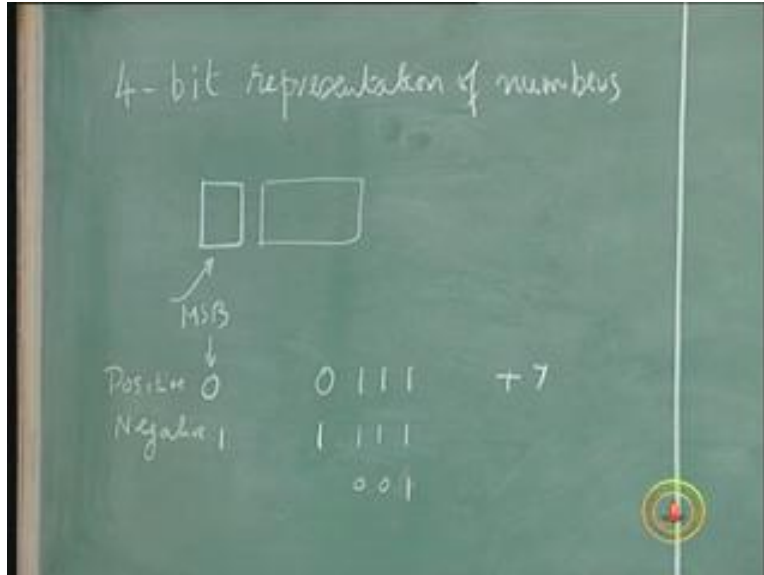 4-bit representation of numbers
MSB
Positive 0 0 1 1 1 +7
Negative 1 1 1 1 1
0 0 1